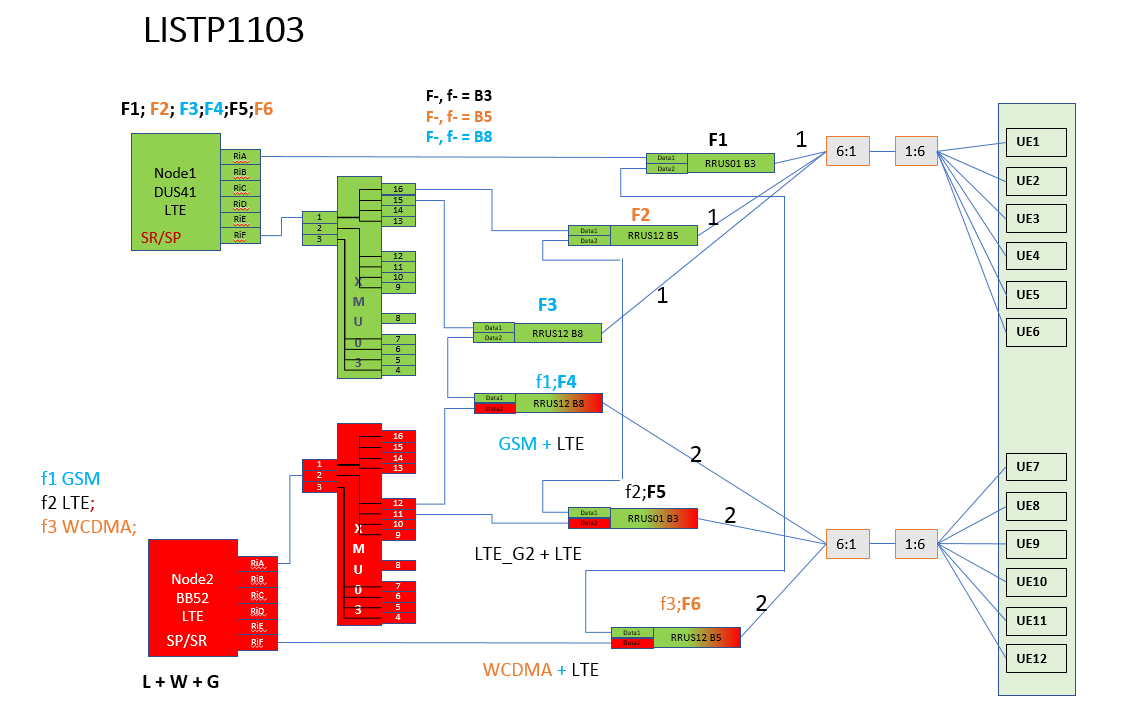 LISTP1103
F1; F2; F3;F4;F5;F6
F-, f- = B3
F-, f- = B5
F-, f- = B8
Node1
DUS41
LTE
SR/SP
RiA
RiB
RiC
RiD
RiE
RiF
1
2
3
X
M
U
0
3
16
15
14
13
12
11
10
9
8
7
6
5
4
F1
Data1
Data2
RRUS01 B3
1
F2
Data1
Data2
RRUS12 B5
1
F3
Data1
Data2
RRUS12 B8
1
f1;F4
Data1
Data2
RRUS12 B8
GSM + LTE
2
f2;F5
Data1
Data2
RRUS01 B3
LTE_G2 + LTE
2
f3;F6
Data1
Data2
RRUS12 B5
WCDMA + LTE
2
6:1
1:6
UE1
UE2
UE3
UE4
UE5
UE6
6:1
1:6
UE7
UE8
UE9
UE10
UE11
UE12
1
2
3
X
M
U
0
3
16
15
14
13
12
11
10
9
8
7
6
5
4
f1 GSM
f2 LTE;
f3 WCDMA;
Node2
BB52
LTE
SP/SR
RiA
RiB
RiC
RiD
RiE
RiF
L + W + G